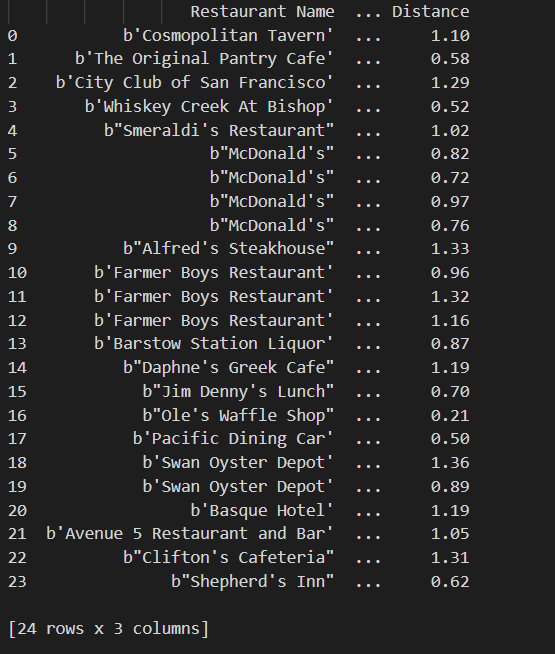 Restaurant Name ... Distance
0 b'Cosmopolitan Tavern' ... 1.10
1 b'The Original Pantry Cafe' ... 0.58
2 b'City Club of San Francisco' ... 1.29
3 b'Whiskey Creek At Bishop' ... 0.52
4 b"Smeraldi's Restaurant" ... 1.02
5 b"McDonald's" ... 0.82
6 b"McDonald's" ... 0.72
7 b"McDonald's" ... 0.97
8 b"McDonald's" ... 0.76
9 b"Alfred's Steakhouse" ... 1.33
10 b'Farmer Boys Restaurant' ... 0.96
11 b'Farmer Boys Restaurant' ... 1.32
12 b'Farmer Boys Restaurant' ... 1.16
13 b'Barstow Station Liquor' ... 0.87
14 b"Daphne's Greek Cafe" ... 1.19
15 b"Jim Denny's Lunch" ... 0.70
16 b"Ole's Waffle Shop" ... 0.21
17 b'Pacific Dining Car' ... 0.50
18 b'Swan Oyster Depot' ... 1.36
19 b'Swan Oyster Depot' ... 0.89
20 b'Basque Hotel' ... 1.19
21 b'Avenue 5 Restaurant and Bar' ... 1.05
22 b"Clifton's Cafeteria" ... 1.31
23 b"Shepherd's Inn" ... 0.62
[24 rows x 3 columns]